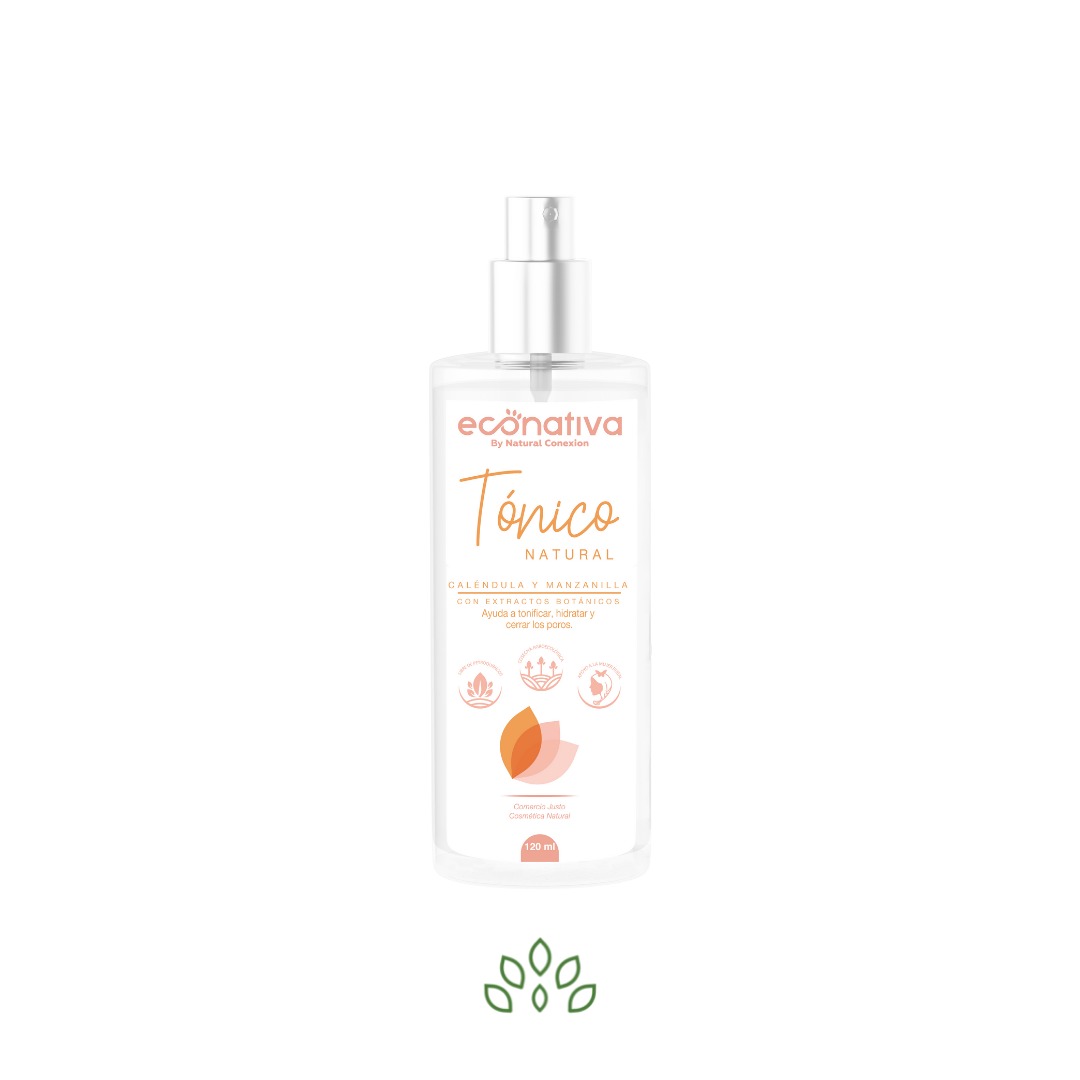 econativa
By Natural Conexion
Tónico
NATURAL
CALÉNDULA Y MANZANILLA
CON EXTRACTOS BOTÁNICOS
Ayuda a tonificar, hidratar y
cerrar los poros.
Comercio Justo
Cosmética Natural
120 ml